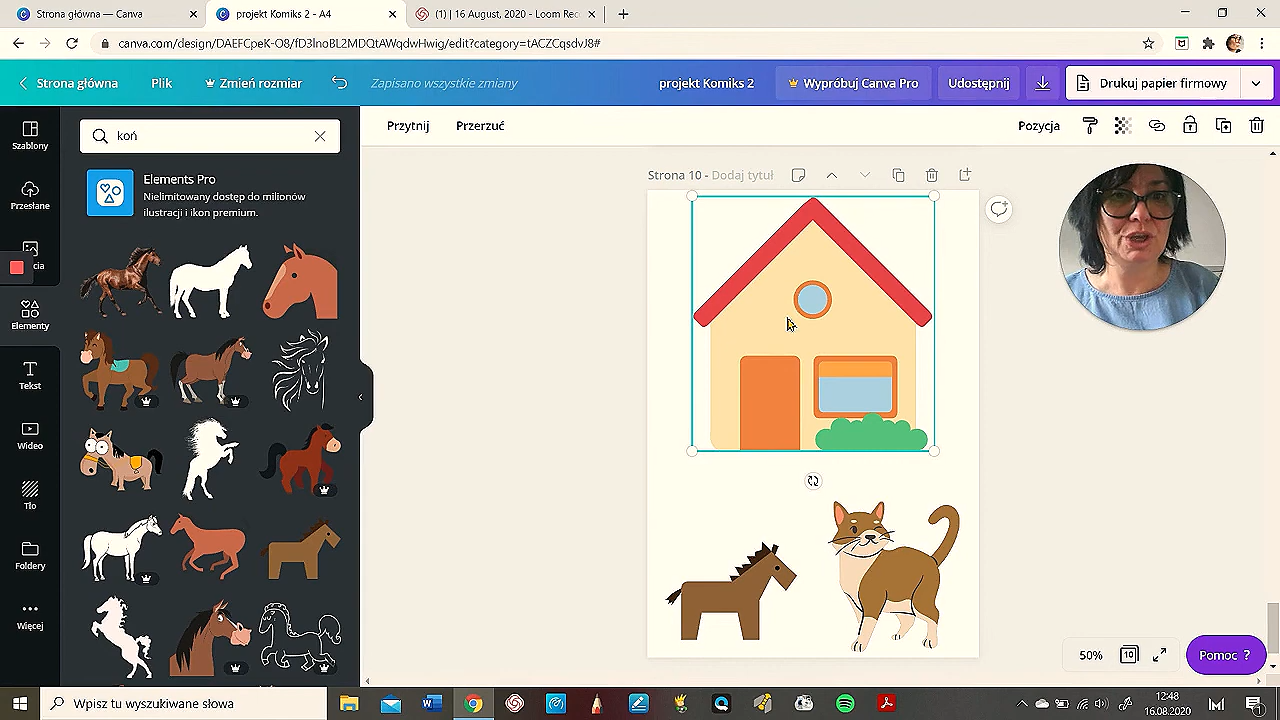 Strona główna — Canva
projekt Komiks 2 - A4
(1) | 16 August, 2020 - Loom Rec
canva.com/design/DAEFCpeK-O8/fD3lnoBL2MDQtAWqdwHwig/edit?category=tACZCqsdvJ8#
Strona główna
Plik
Zmień rozmiar
Zapisano wszystkie zmiany
projekt Komiks 2
Wypróbuj Canva Pro
Udostępnij
Drukuj papier firmowy
Szablony
koń
Przytnij
Przerzuć
Pozycja
Elements Pro
Nielimitowany dostęp do milionów
ilustracji i ikon premium.
Strona 10 - Dodaj tytuł
Przesłane
Elementy
Tekst
Wideo
Tło
Foldery
Więcej
50%
10
Pomoc ?
Wpisz tu wyszukiwane słowa
12:48
16.08.2020